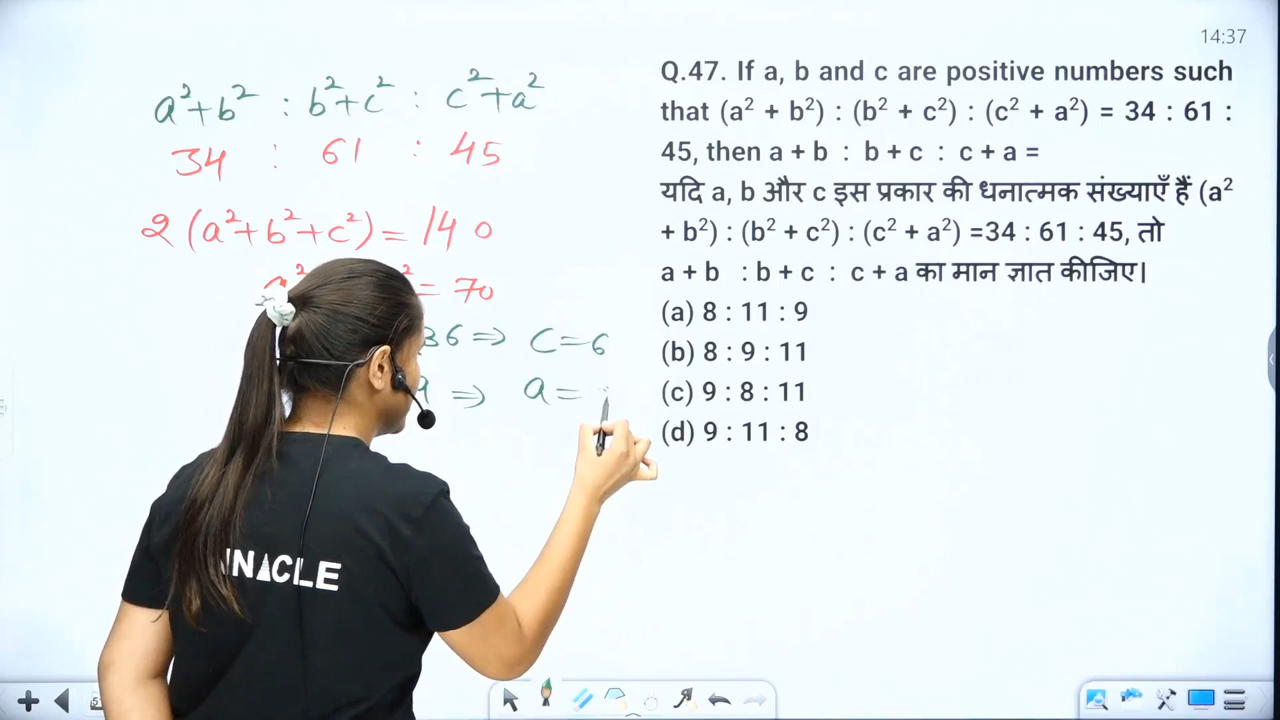 14:37
a²+b² : b²+c² : c²+a²
34 : 61 : 45
2 (a²+b²+c²) = 140
= 70
36 ⇒ c = 6
9 ⇒ a =
Q.47. If a, b and c are positive numbers such
that (a² + b²) : (b² + c²) : (c² + a²) = 34 : 61 :
45, then a + b : b + c : c + a =
यदि a, b और c इस प्रकार की धनात्मक संख्याएँ हैं (a²
+ b²) : (b² + c²) : (c² + a²) =34 : 61 : 45, तो
a + b : b + c : c + a का मान ज्ञात कीजिए।
(a) 8 : 11 : 9
(b) 8 : 9 : 11
(c) 9 : 8 : 11
(d) 9 : 11 : 8